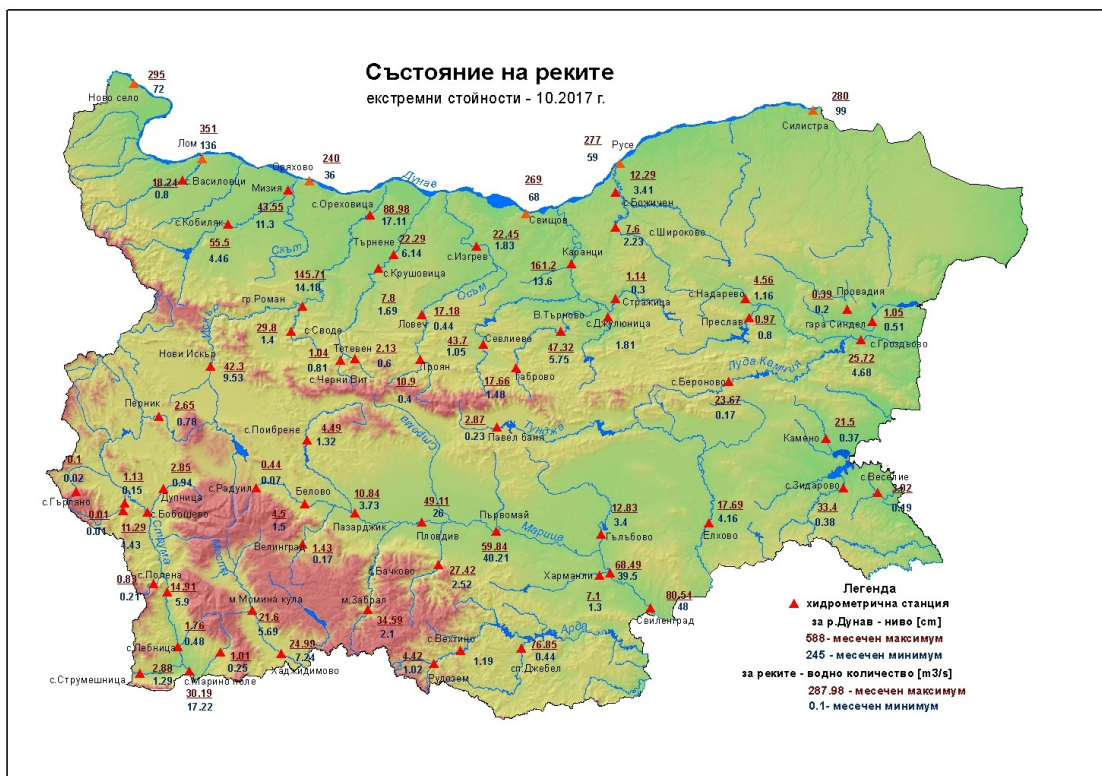 Състояние на реките
екстремни стойности - 10.2017 г.
295
72
Ново село
351
136
Лом
240
36
Оряхово
269
68
Свищов
277
59
Русе
280
99
Силистра
Дунав
18.24
0.8
с.Василовци
Мизия
43.55
11.3
с.Кобиляк
55.5
4.46
Скът
с.Ореховица
88.98
17.11
Търнене
22.29
6.14
с.Крушовица
7.8
1.69
22.45
1.83
с.Изгрев
Осъм
12.29
3.41
с.Божичен
7.6
2.23
с.Широково
Каранци
161.2
13.6
1.14
0.3
Стражица
с.Джулюница
1.81
В.Търново
47.32
5.75
145.71
14.18
гр.Роман
Искър
29.8
1.4
с.Своде
Ловеч
17.18
0.44
43.7
1.05
Севлиево
17.66
1.48
Габрово
1.04
0.81
с.Черни Вит
Тетевен
2.13
0.6
Троян
10.9
0.4
Нови Искър
42.3
9.53
4.56
1.16
с.Надарево
Преслав
0.97
0.8
0.39
0.2
Провадия
1.05
0.51
гара Синдел
с.Гроздьово
25.72
4.68
Луда Камчия
с.Бероново
23.67
0.17
Перник
2.65
0.78
с.Поибрене
4.49
1.32
Стряма
2.87
0.23
Павел баня
Тунджа
Камено
21.5
0.37
с.Веселие
3.02
0.19
с.Зидарово
33.4
0.38
0.1
0.02
с.Гърляно
1.13
0.15
0.01
0.01
2.85
0.94
Дупница
с.Бобошево
11.29
4.43
Струма
с.Радуил
0.44
0.07
Белово
4.5
1.5
10.84
3.73
Пазарджик
49.11
26
Пловдив
Първомай
59.84
40.21
Марица
12.83
3.4
Гълъбово
17.69
4.16
Елхово
Велинград
1.43
0.17
Места
с.Бачково
27.42
2.52
Харманли
68.49
39.5
7.1
1.3
80.54
48
Свиленград
0.83
0.21
с.Полена
14.91
5.9
м.Момина кула
21.6
5.69
м.Забрал
34.59
2.1
1.76
0.48
с.Лебница
1.01
0.25
24.99
7.24
Хаджидимово
2.88
1.29
с.Струмешница
с.Марино поле
30.19
17.22
с.Вехтино
1.19
4.42
1.02
Рудозем
Арда
76.85
0.44
сп.Джебел
Легенда
хидрометрична станция
за р.Дунав - ниво [cm]
588 - месечен максимум
245 - месечен минимум
за реките - водно количество [m3/s]
287.98 - месечен максимум
0.1- месечен минимум